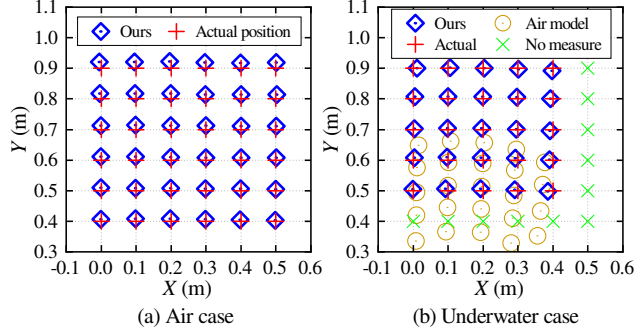 Ours Actual position
1.1
1.0
0.9
0.8
0.7
0.6
0.5
0.4
0.3
Y (m)
-0.1 0.0 0.1 0.2 0.3 0.4 0.5 0.6
X (m)
(a) Air case
Ours Air model
Actual No measure
1.1
1.0
0.9
0.8
0.7
0.6
0.5
0.4
0.3
Y (m)
-0.1 0.0 0.1 0.2 0.3 0.4 0.5 0.6
X (m)
(b) Underwater case